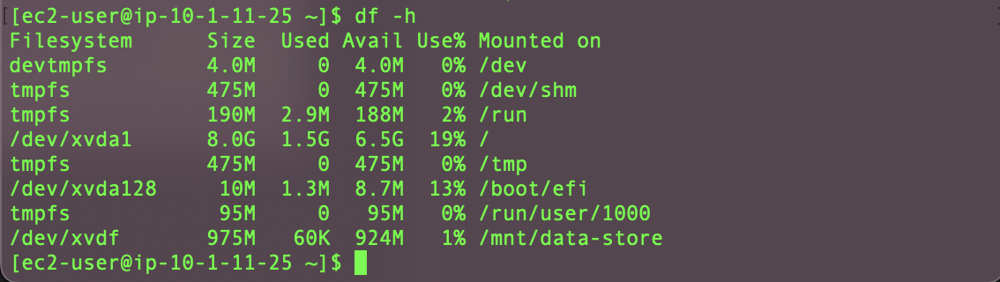 [ec2-user@ip-10-1-11-25 ~]$ df -h
Filesystem      Size  Used Avail Use% Mounted on
devtmpfs        4.0M     0  4.0M   0% /dev
tmpfs           475M     0  475M   0% /dev/shm
tmpfs           190M  2.9M  188M   2% /run
/dev/xvda1      8.0G  1.5G  6.5G  19% /
tmpfs           475M     0  475M   0% /tmp
/dev/xvda128     10M  1.3M  8.7M  13% /boot/efi
tmpfs            95M     0   95M   0% /run/user/1000
/dev/xvdf       975M   60K  924M   1% /mnt/data-store
[ec2-user@ip-10-1-11-25 ~]$